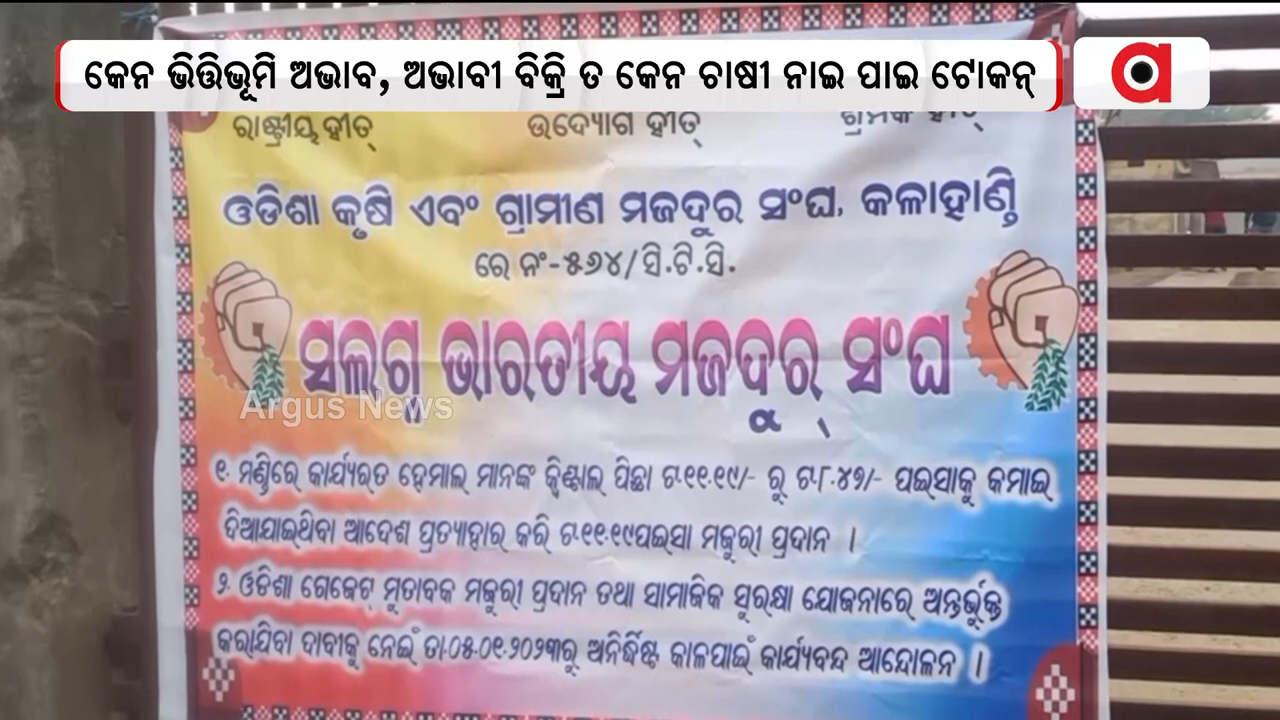 କେନ ଭିତ୍ତିଭୂମି ଅଭାବ, ଅଭାବୀ ବିକ୍ରି ତ କେନ ଚାଷୀ ନାଇ ପାଇ ଟୋକନ୍
ରାଷ୍ଟ୍ରୀୟ ହୀତ୍ ଉଦ୍ୟୋଗ ହୀତ୍ ଶ୍ରମିକ ହୀତ୍
ଓଡିଶା କୃଷି ଏବଂ ଗ୍ରାମୀଣ ମଜଦୁର ସଂଘ, କଳାହାଣ୍ଡି
ରେ ନଂ-୫୬୪/ସି.ଟି.ସି.
ସଲଗ୍ନ ଭାରତୀୟ ମଜଦୁର୍ ସଂଘ
Argus News
୧. ମଣ୍ଡିରେ କାର୍ଯ୍ୟରତ ହେମାଲ ମାନଙ୍କ କ୍ୱିଣ୍ଟାଲ ପିଛା ଟ.୧୧.୧୯/- ରୁ ଟ.୮.୪୨/- ପଇସାକୁ କମାଇ
ଦିଆଯାଇଥିବା ଆଦେଶ ପ୍ରତ୍ୟାହାର କରି ଟ.୧୧.୧୯ପଇସା ମଜୁରୀ ପ୍ରଦାନ ।
୨. ଓଡିଶା ଗେଜେଟ୍ ମୁତାବକ ମଜୁରୀ ପ୍ରଦାନ ତଥା ସାମାଜିକ ସୁରକ୍ଷା ଯୋଜନାରେ ଅନ୍ତର୍ଭୁକ୍ତ
କରାଯିବା ଦାବୀକୁ ନେଇଁ ତା.୦୫.୦୧.୨୦୨୩ରୁ ଅନିର୍ଦ୍ଧିଷ୍ଟ କାଳପାଇଁ କାର୍ଯ୍ୟବନ୍ଦ ଆନ୍ଦୋଳନ ।